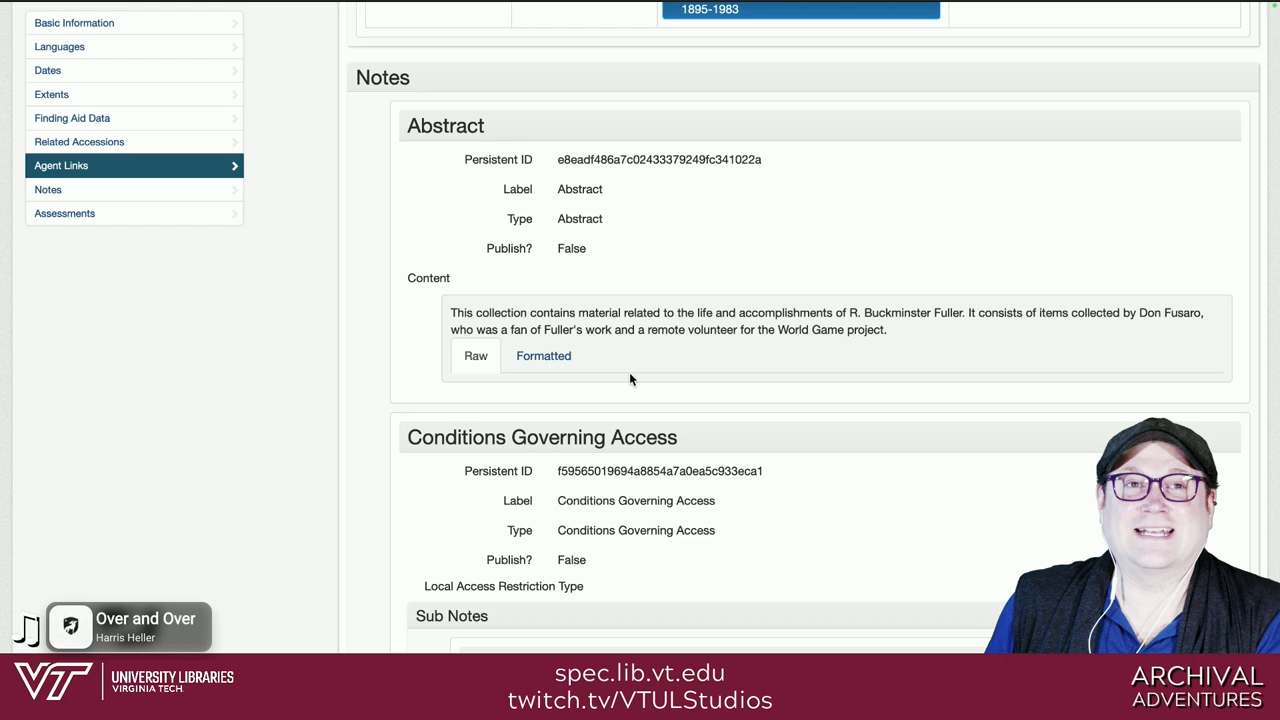 1895-1983
Basic Information
Languages
Dates
Extents
Finding Aid Data
Related Accessions
Agent Links
Notes
Assessments
Notes
Abstract
Persistent ID e8eadf486a7c02433379249fc341022a
Label Abstract
Type Abstract
Publish? False
Content
This collection contains material related to the life and accomplishments of R. Buckminster Fuller. It consists of items collected by Don Fusaro,
who was a fan of Fuller's work and a remote volunteer for the World Game project.
Raw Formatted
Conditions Governing Access
Persistent ID f59565019694a8854a7a0ea5c933eca1
Label Conditions Governing Access
Type Conditions Governing Access
Publish? False
Local Access Restriction Type
Sub Notes
Over and Over
Harris Heller
VT UNIVERSITY LIBRARIES
VIRGINIA TECH.
spec.lib.vt.edu
twitch.tv/VTULStudios
ARCHIVAL
ADVENTURES